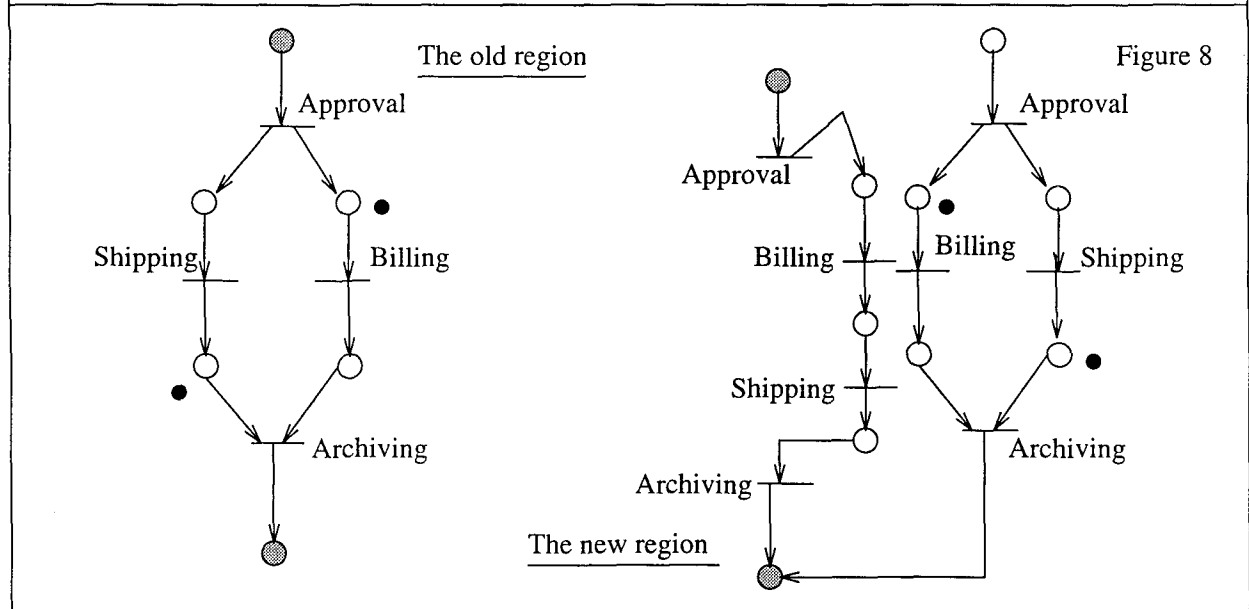 The old region
Figure 8
Approval
Approval
Approval
Shipping
Billing
Billing
Billing
Shipping
Shipping
Archiving
Archiving
Archiving
The new region